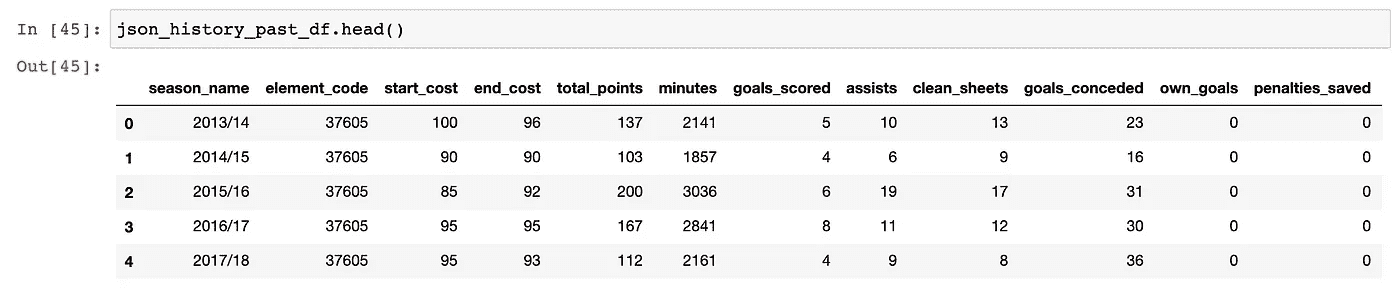 In [45]: json_history_past_df.head()
Out[45]:
season_name element_code start_cost end_cost total_points minutes goals_scored assists clean_sheets goals_conceded own_goals penalties_saved
0 2013/14 37605 100 96 137 2141 5 10 13 23 0 0
1 2014/15 37605 90 90 103 1857 4 6 9 16 0 0
2 2015/16 37605 85 92 200 3036 6 19 17 31 0 0
3 2016/17 37605 95 95 167 2841 8 11 12 30 0 0
4 2017/18 37605 95 93 112 2161 4 9 8 36 0 0